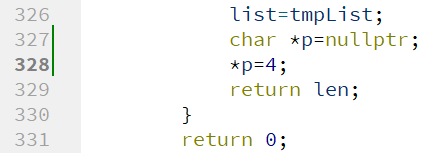 326 list=tmpList;
327 char *p=nullptr;
328 *p=4;
329 return len;
330 }
331 return 0;